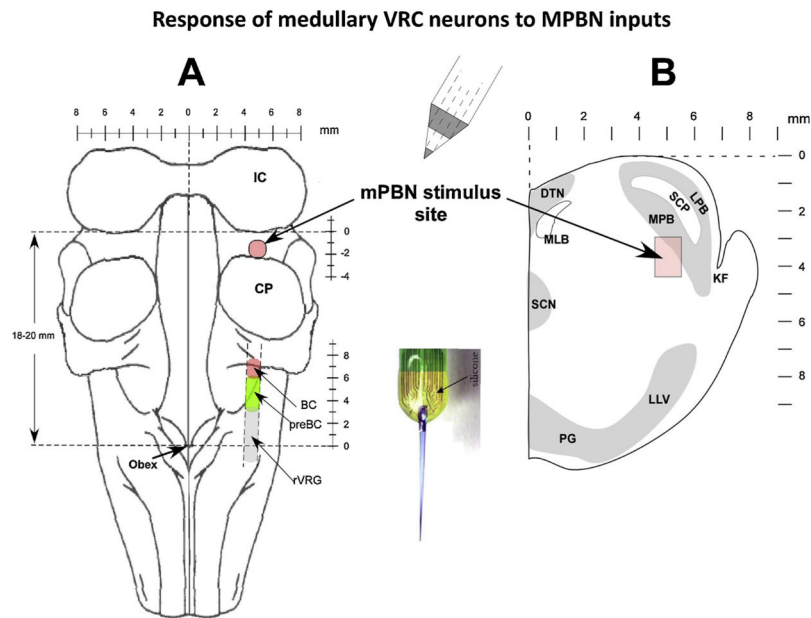 Response of medullary VRC neurons to MPBN inputs
A
B
8 6 4 2 0 2 4 6 8
mm
0 2 4 6 8
mm
IC
mPBN stimulus
site
0
-2
-4
CP
18-20 mm
8
6
4
2
0
BC
preBC
Obex
rVRG
silicone
0
2
4
6
8
DTN
SCP
LPB
MPB
MLB
KF
SCN
LLV
PG